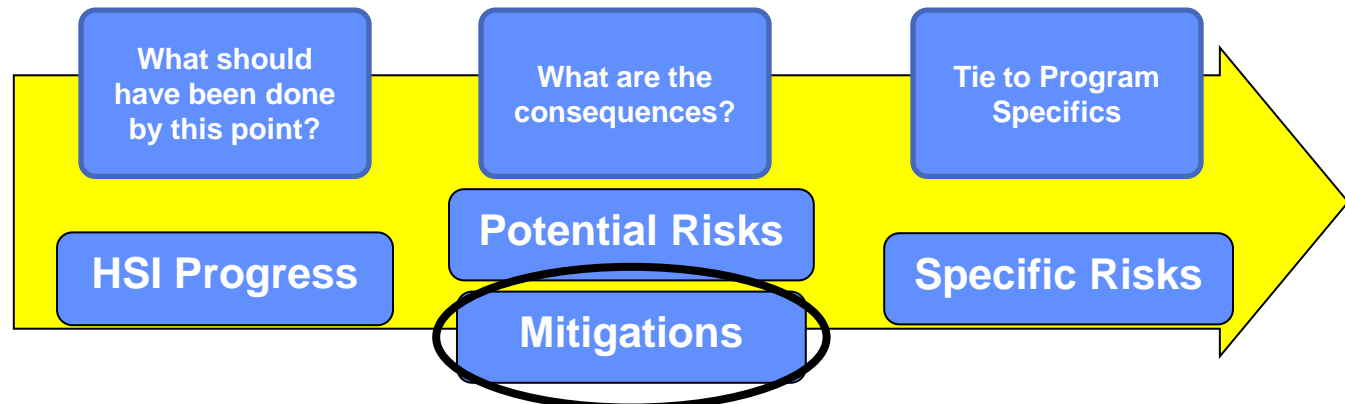 What should
have been done
by this point?
What are the
consequences?
Tie to Program
Specifics
HSI Progress
Potential Risks
Mitigations
Specific Risks